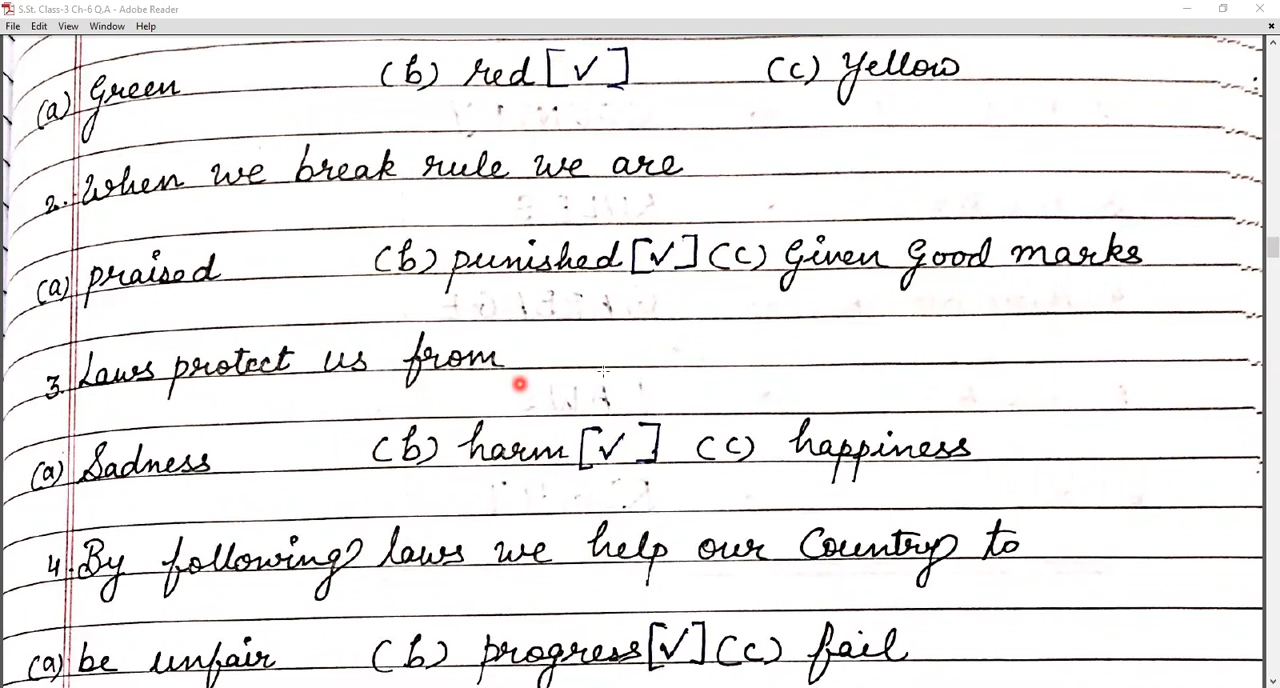 S.St. Class-3 Ch-6 Q.A - Adobe Reader
File Edit View Window Help
(a) Green (b) red [✓] (c) Yellow
2. When we break rule we are
(a) praised (b) punished [✓] (c) Given Good marks
3. Laws protect us from
(a) Sadness (b) harm [✓] (c) happiness
4. By following laws we help our Country to
(a) be unfair (b) progress [✓] (c) fail